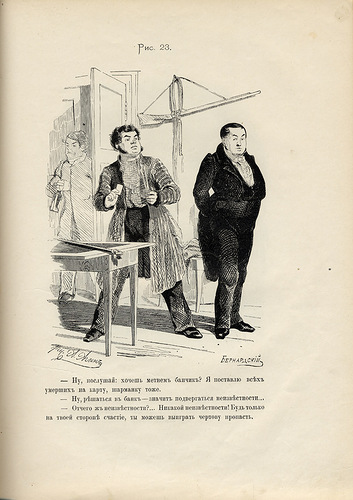 Рис. 23.
Бернардскій
— Ну, послушай: хочешь метнемъ банчикъ? Я поставлю всѣхъ
умершихъ на карту, шарманку тоже.
— Ну, рѣшаться въ банкъ—значитъ подвергаться неизвѣстности...
— Отчего жъ неизвѣстности?... Никакой неизвѣстности! Будь только
на твоей сторонѣ счастіе, ты можешь выиграть чертову пропасть.